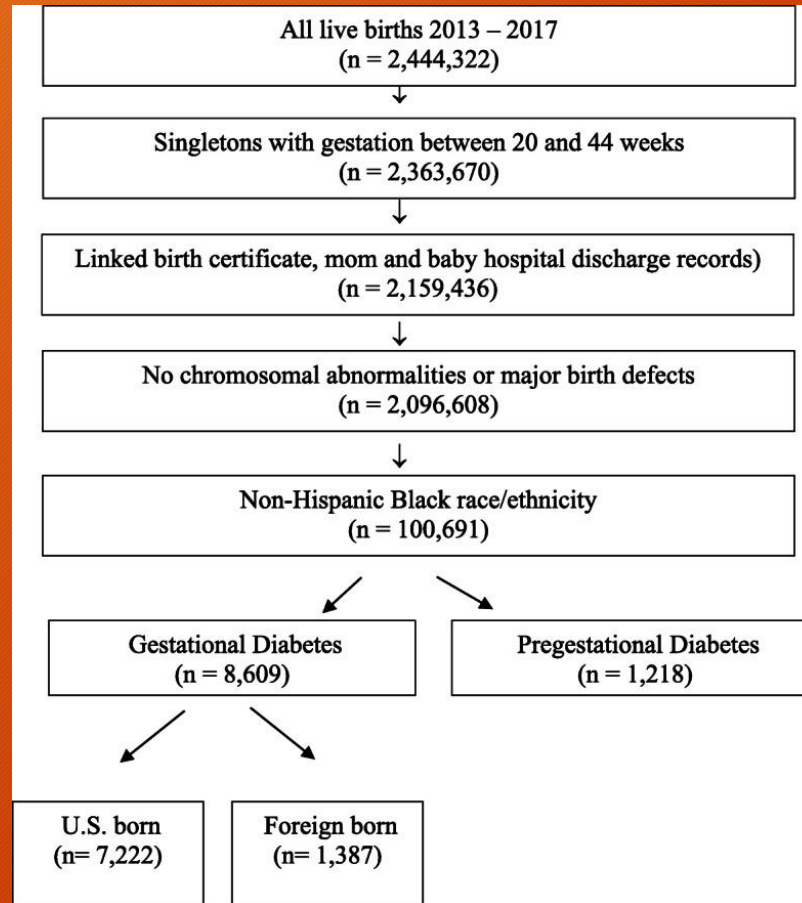 All live births 2013 – 2017
(n = 2,444,322)
Singletons with gestation between 20 and 44 weeks
(n = 2,363,670)
Linked birth certificate, mom and baby hospital discharge records)
(n = 2,159,436)
No chromosomal abnormalities or major birth defects
(n = 2,096,608)
Non-Hispanic Black race/ethnicity
(n = 100,691)
Gestational Diabetes
(n = 8,609)
Pregestational Diabetes
(n = 1,218)
U.S. born
(n= 7,222)
Foreign born
(n= 1,387)